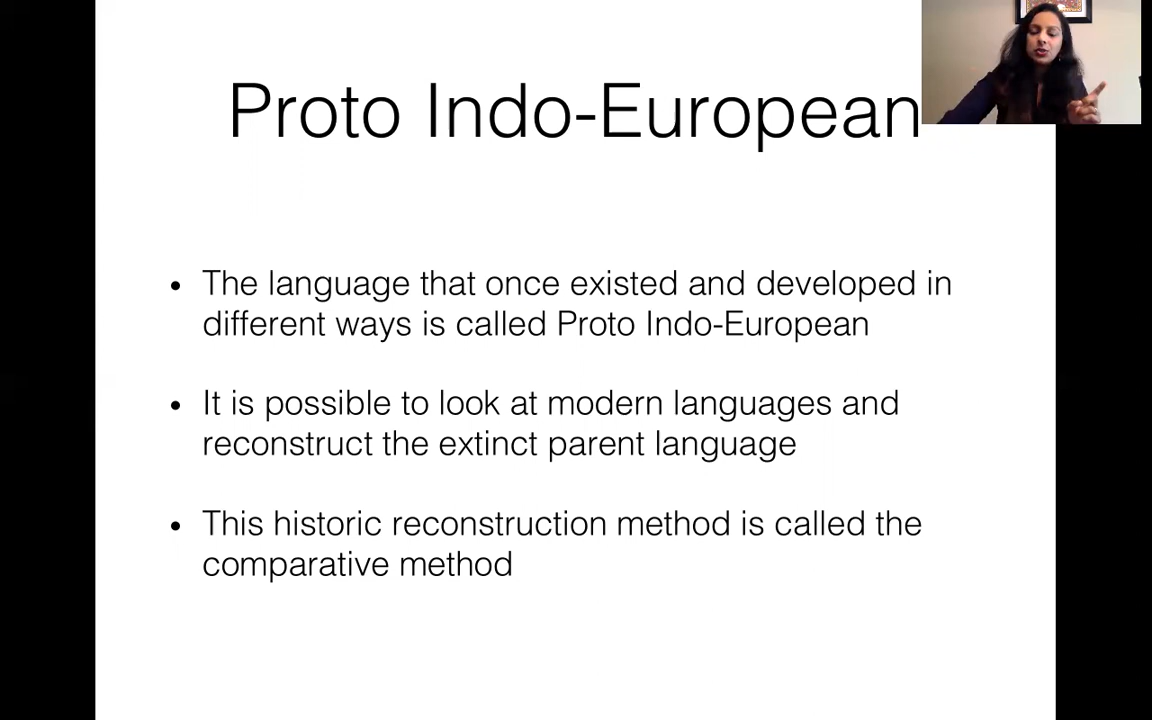 Proto Indo-European
• The language that once existed and developed in
different ways is called Proto Indo-European
• It is possible to look at modern languages and
reconstruct the extinct parent language
• This historic reconstruction method is called the
comparative method